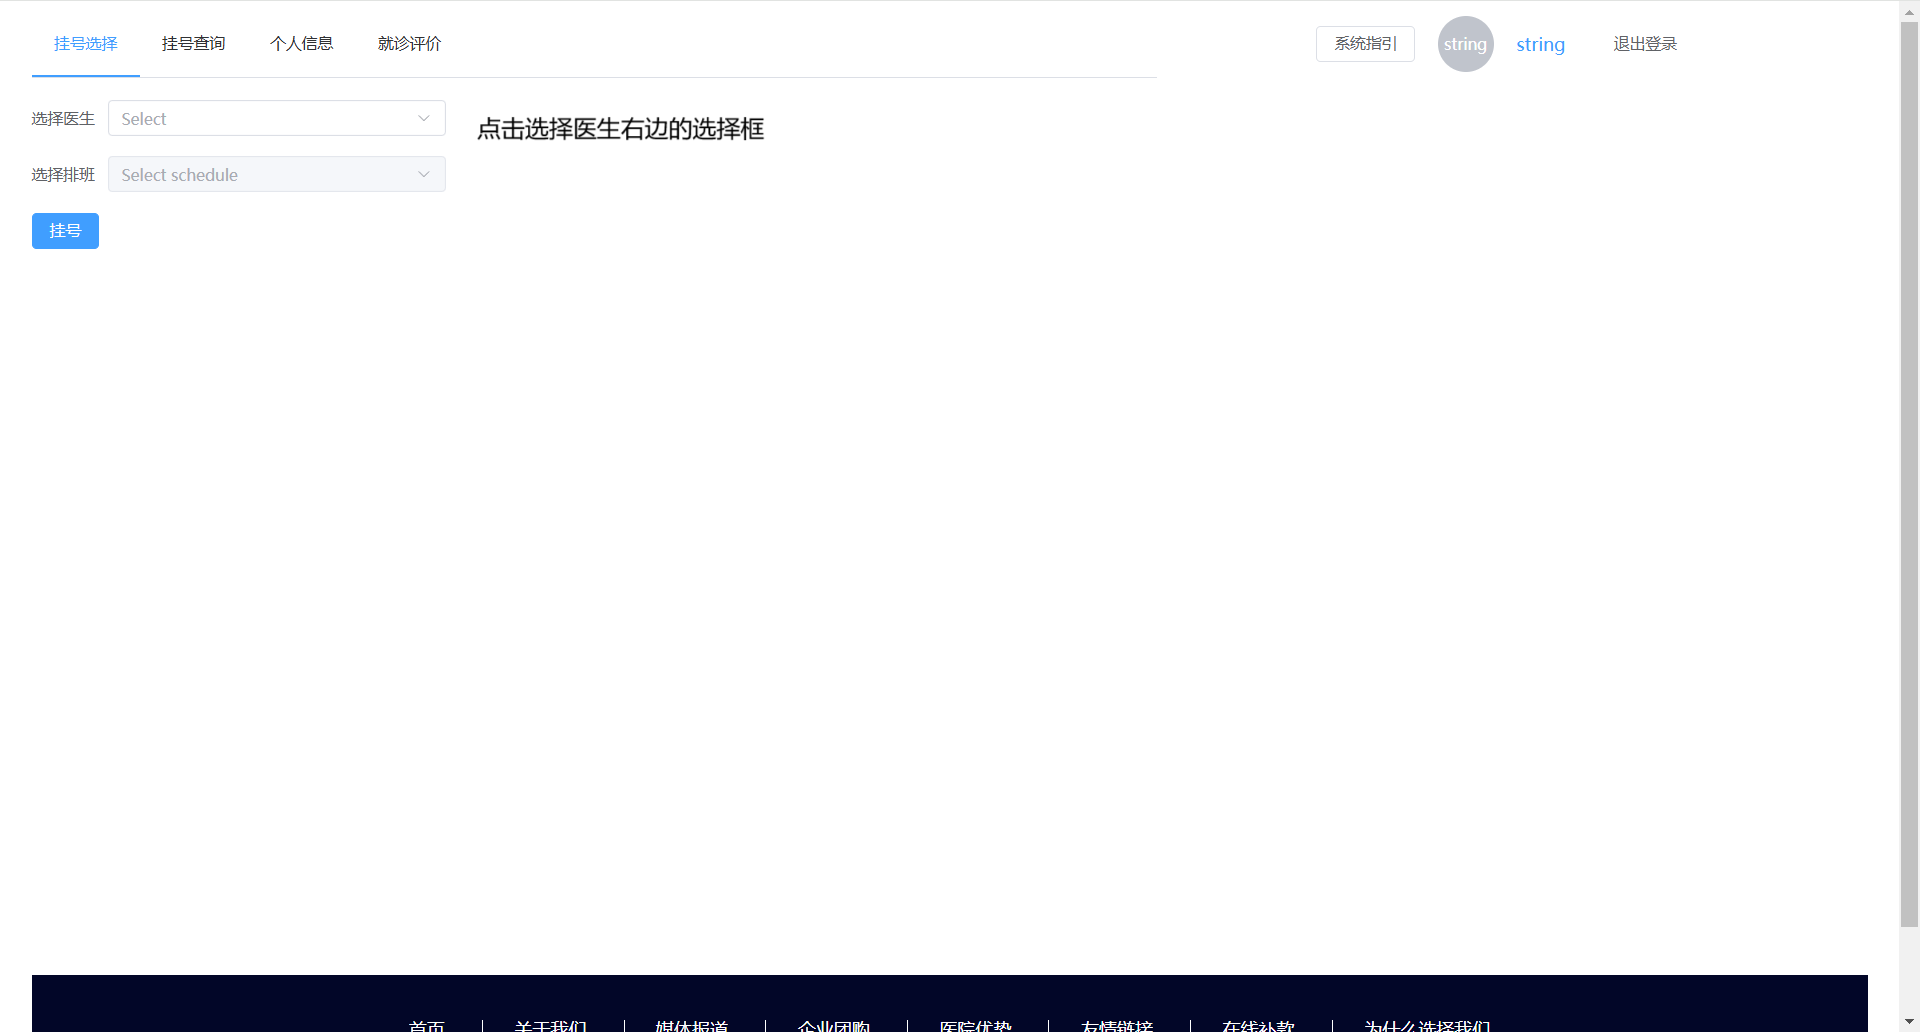 挂号选择 挂号查询 个人信息 就诊评价 系统指引 string string 退出登录
选择医生 Select 点击选择医生右边的选择框
选择排班 Select schedule
挂号
首页 关于我们 媒体报道 企业团购 医院优势 友情链接 在线补款 为什么选择我们